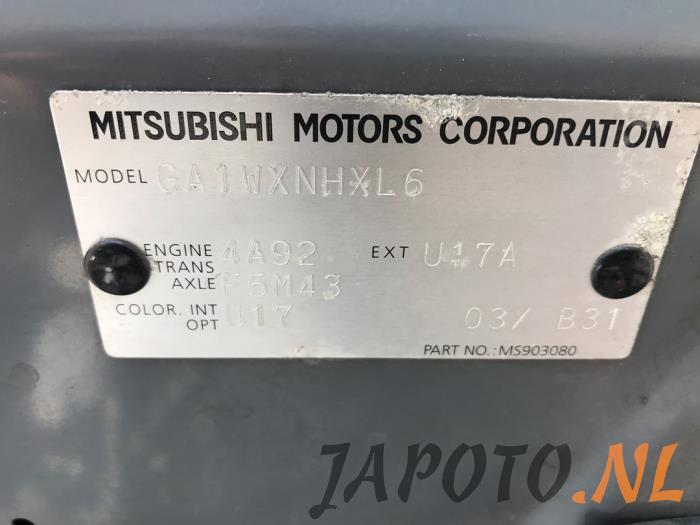 MITSUBISHI MOTORS CORPORATION
MODEL GA1WXNHXL6
ENGINE 4A92 EXT U17A
TRANS
AXLE F5M43
COLOR. INT
OPT U17 03/ B31
PART NO.: MS903080
JAPOTO.NL